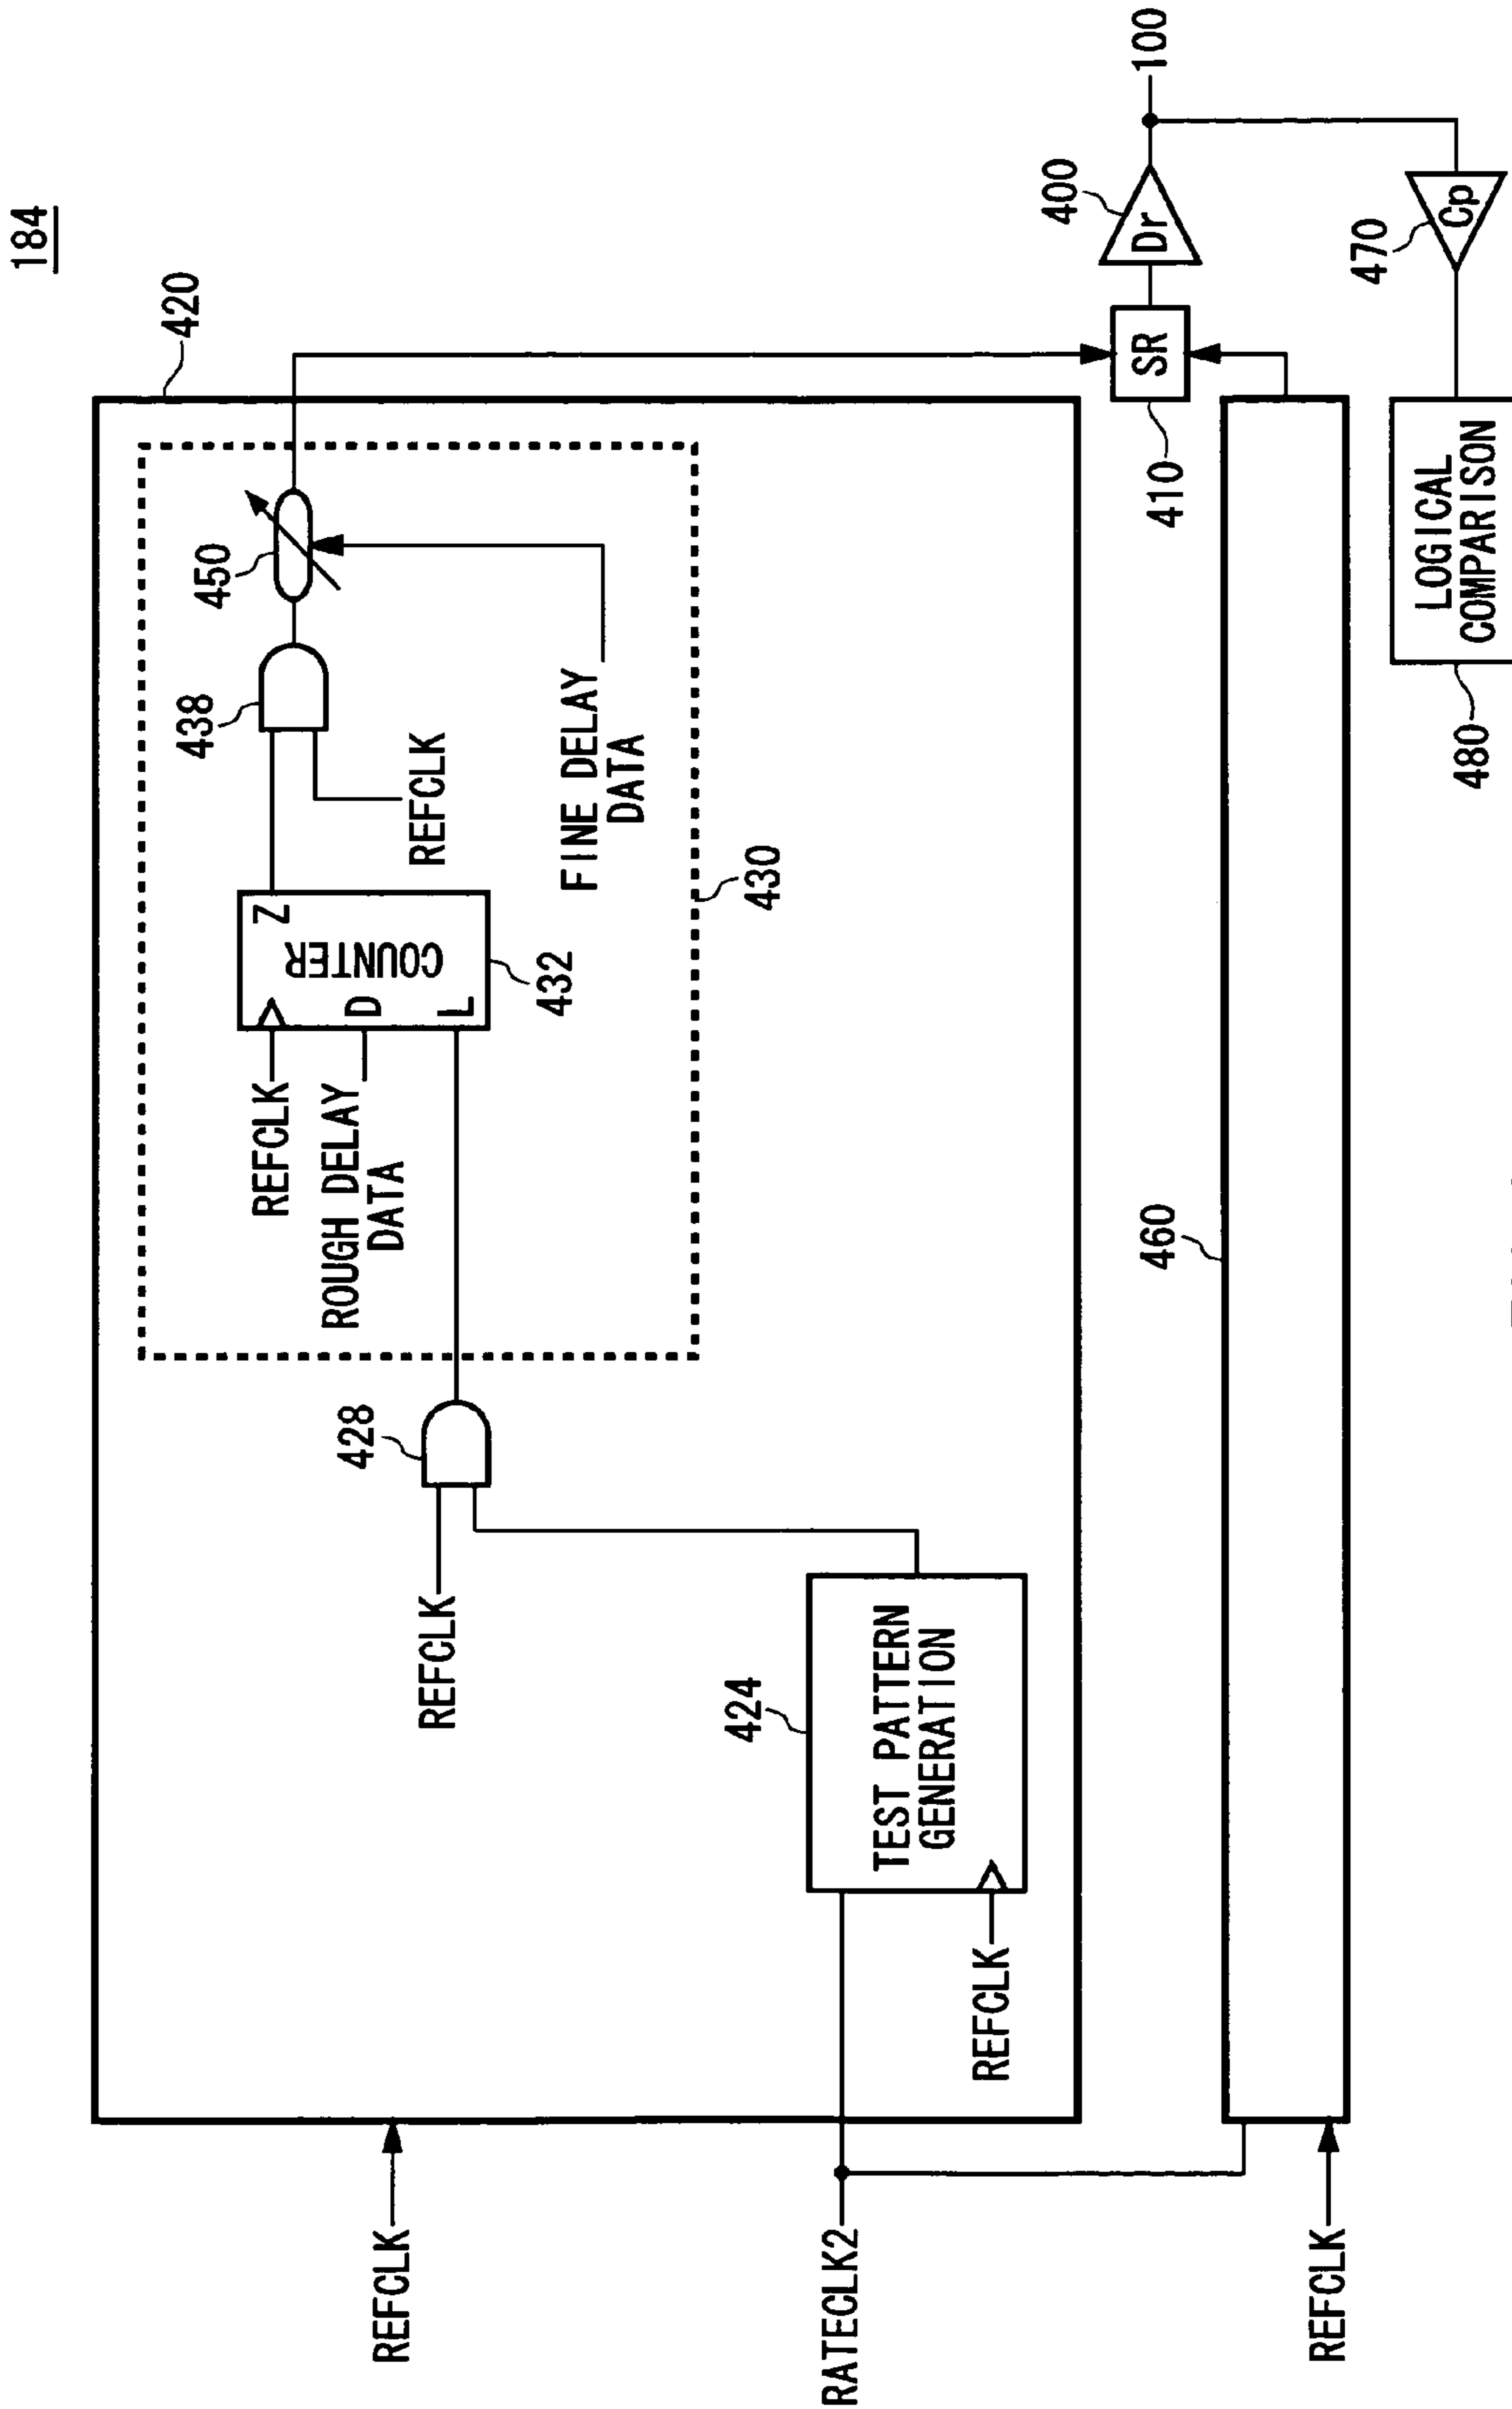 184
420
REFCLK
REFCLK
ROUGH DELAY
DATA
D
L
Z
COUNTER
432
438
REFCLK
450
FINE DELAY
DATA
430
REFCLK
428
424
TEST PATTERN
GENERATION
REFCLK
RATECLK2
460
REFCLK
SR
410
Dr
400
100
Cp
470
LOGICAL
COMPARISON
480